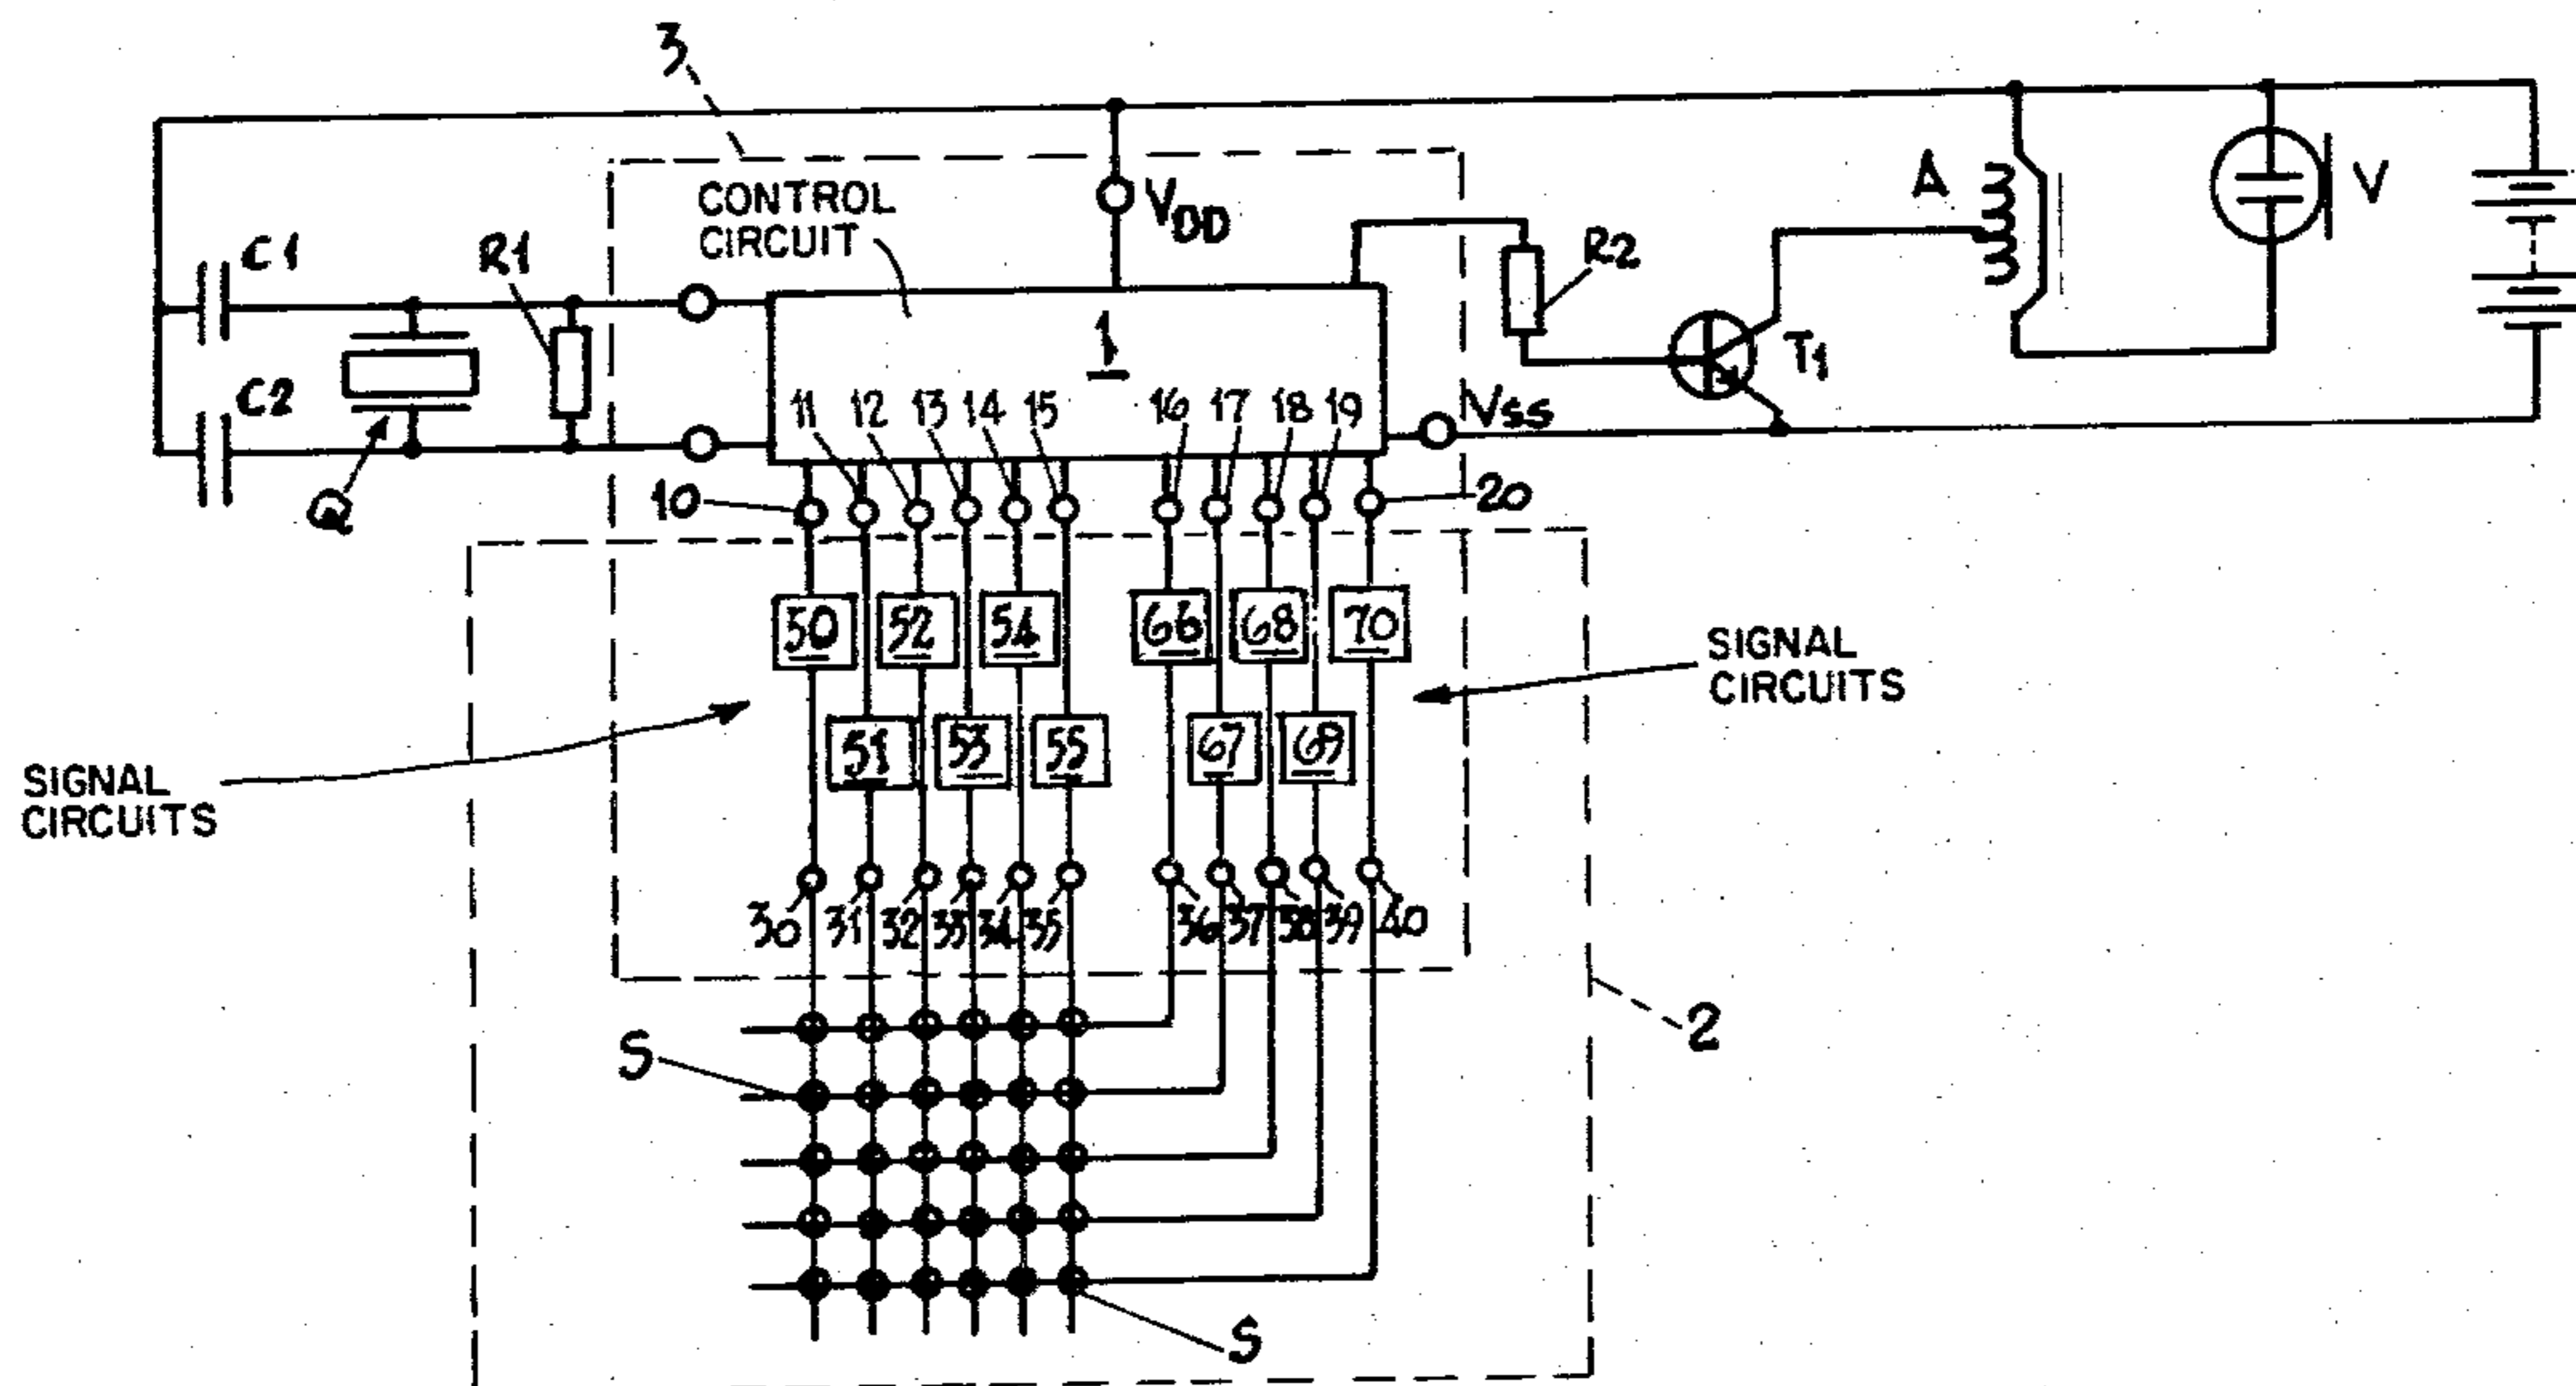 3
CONTROL
CIRCUIT
VDD
A
V
C1
R1
R2
1
T1
C2
11 12 13 14 15 16 17 18 19
VSS
Q
10
20
50 52 54 66 68 70
SIGNAL
CIRCUITS
51 53 55 67 69
SIGNAL
CIRCUITS
30 31 32 33 34 35 36 37 38 39 40
S
2
S